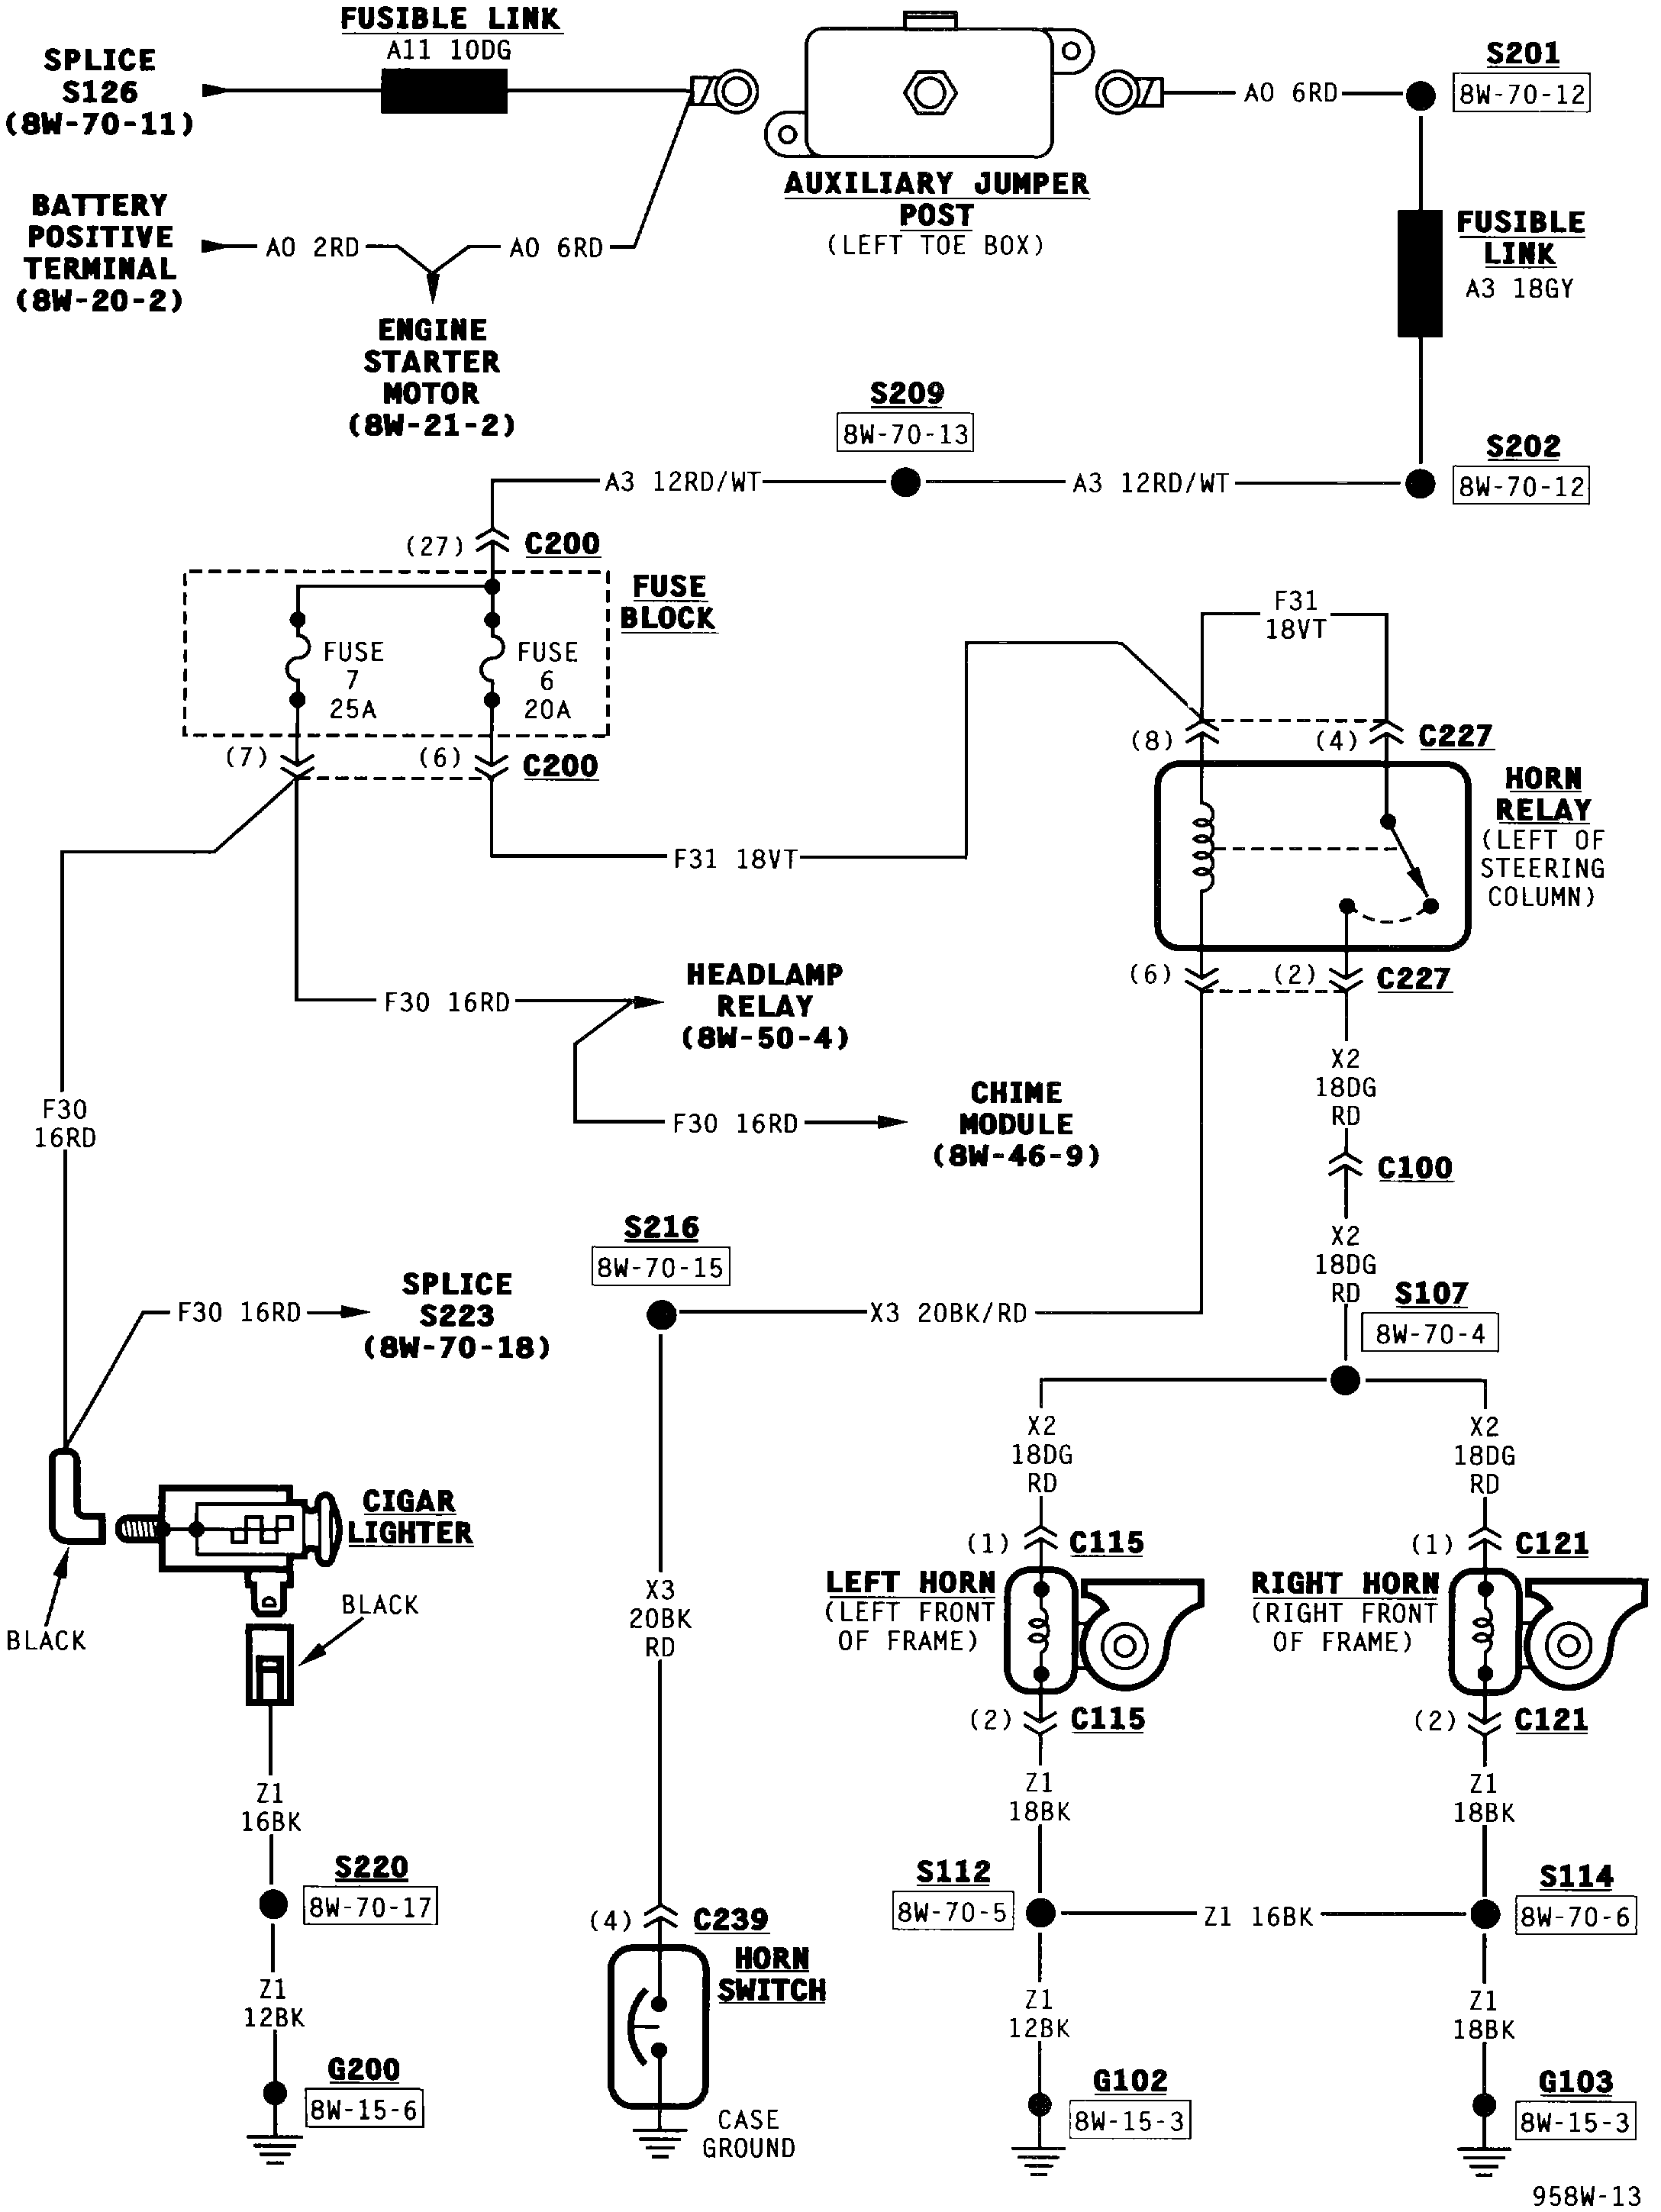 FUSIBLE LINK
A11 10DG
SPLICE
S126
(8W-70-11)
S201
8W-70-12
A0 6RD
AUXILIARY JUMPER
POST
(LEFT TOE BOX)
BATTERY
POSITIVE
TERMINAL
(8W-20-2)
A0 2RD
A0 6RD
FUSIBLE
LINK
A3 18GY
ENGINE
STARTER
MOTOR
(8W-21-2)
S209
8W-70-13
S202
8W-70-12
A3 12RD/WT
A3 12RD/WT
(27)
C200
FUSE
BLOCK
FUSE
7
25A
FUSE
6
20A
(7)
(6)
C200
F31
18VT
(8)
(4)
C227
HORN
RELAY
(LEFT OF
STEERING
COLUMN)
F31 18VT
(6)
(2)
C227
F30 16RD
HEADLAMP
RELAY
(8W-50-4)
F30 16RD
CHIME
MODULE
(8W-46-9)
F30
16RD
X2
18DG
RD
C100
X2
18DG
RD
S216
8W-70-15
F30 16RD
SPLICE
S223
(8W-70-18)
X3 20BK/RD
S107
8W-70-4
X2
18DG
RD
X2
18DG
RD
CIGAR
LIGHTER
BLACK
BLACK
X3
20BK
RD
(1)
C115
LEFT HORN
(LEFT FRONT
OF FRAME)
(2)
C115
(1)
C121
RIGHT HORN
(RIGHT FRONT
OF FRAME)
(2)
C121
Z1
16BK
Z1
18BK
Z1
18BK
S220
8W-70-17
S112
8W-70-5
Z1 16BK
S114
8W-70-6
(4)
C239
HORN
SWITCH
Z1
12BK
Z1
12BK
Z1
18BK
G200
8W-15-6
G102
8W-15-3
G103
8W-15-3
CASE
GROUND
958W-13